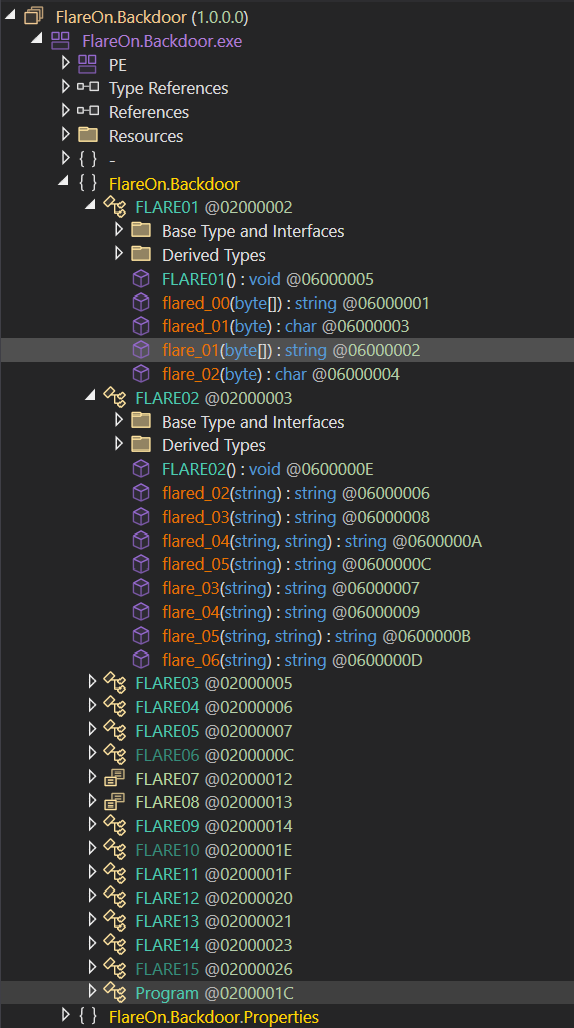 FlareOn.Backdoor (1.0.0.0)
FlareOn.Backdoor.exe
PE
Type References
References
Resources
{ } -
{ } FlareOn.Backdoor
FLARE01 @02000002
Base Type and Interfaces
Derived Types
FLARE01() : void @06000005
flared_00(byte[]) : string @06000001
flared_01(byte) : char @06000003
flare_01(byte[]) : string @06000002
flare_02(byte) : char @06000004
FLARE02 @02000003
Base Type and Interfaces
Derived Types
FLARE02() : void @0600000E
flared_02(string) : string @06000006
flared_03(string) : string @06000008
flared_04(string, string) : string @0600000A
flared_05(string) : string @0600000C
flare_03(string) : string @06000007
flare_04(string) : string @06000009
flare_05(string, string) : string @0600000B
flare_06(string) : string @0600000D
FLARE03 @02000005
FLARE04 @02000006
FLARE05 @02000007
FLARE06 @0200000C
FLARE07 @02000012
FLARE08 @02000013
FLARE09 @02000014
FLARE10 @0200001E
FLARE11 @0200001F
FLARE12 @02000020
FLARE13 @02000021
FLARE14 @02000023
FLARE15 @02000026
Program @0200001C
{ } FlareOn.Backdoor.Properties